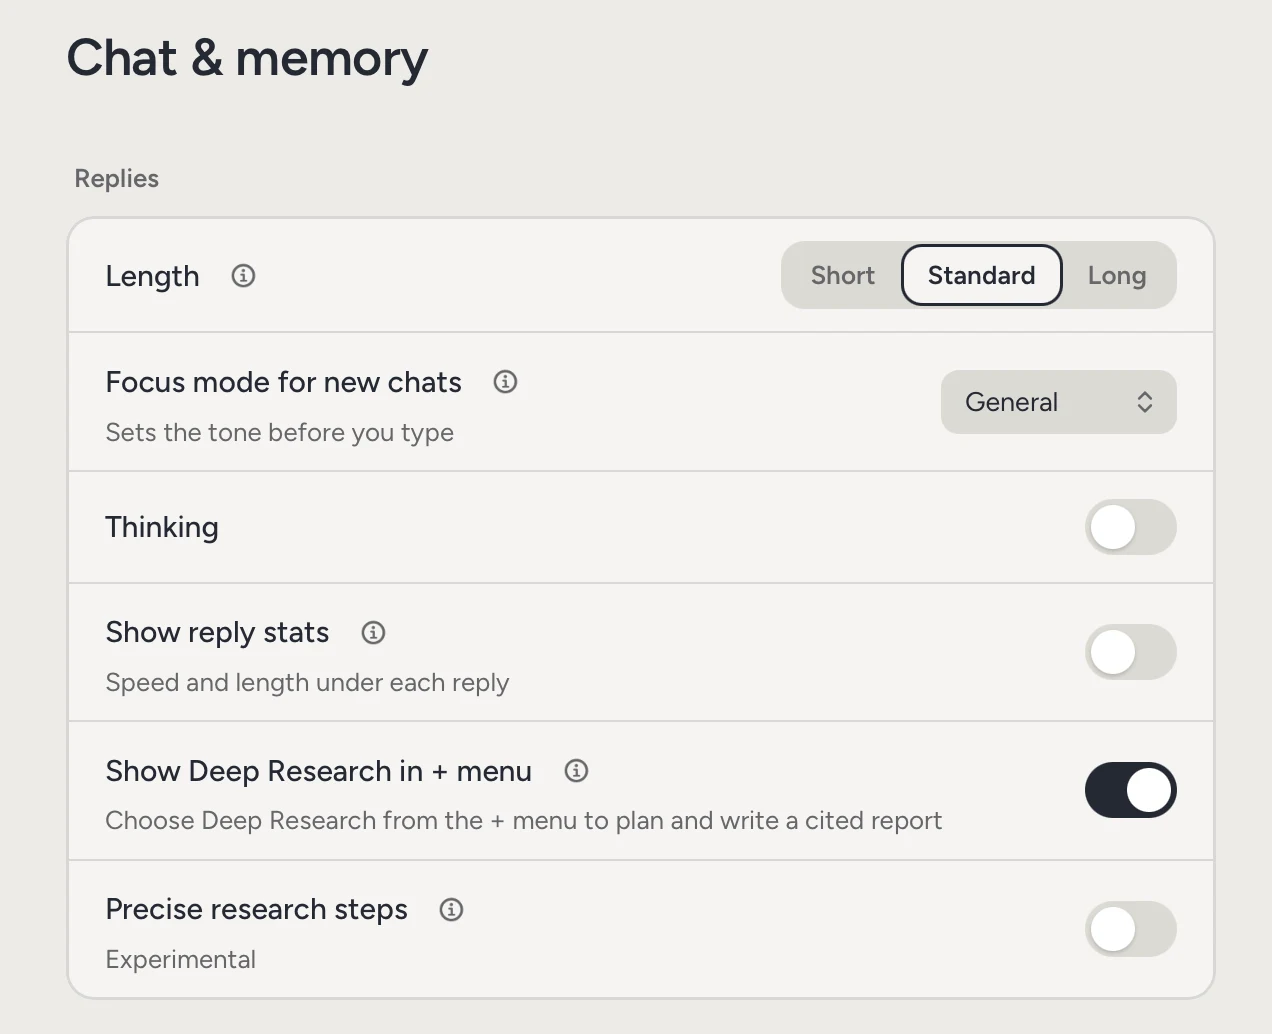 Chat & memory
Replies
Length
Short Standard Long
Focus mode for new chats
Sets the tone before you type
General
Thinking
Show reply stats
Speed and length under each reply
Show Deep Research in + menu
Choose Deep Research from the + menu to plan and write a cited report
Precise research steps
Experimental